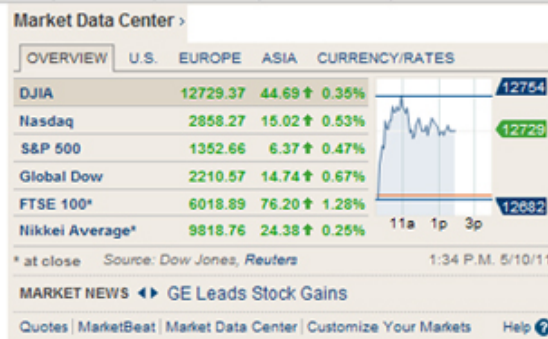 Market Data Center ›
OVERVIEW U.S. EUROPE ASIA CURRENCY/RATES
DJIA 12729.37 44.69 ⬆ 0.35%
Nasdaq 2858.27 15.02 ⬆ 0.53%
S&P 500 1352.66 6.37 ⬆ 0.47%
Global Dow 2210.57 14.74 ⬆ 0.67%
FTSE 100* 6018.89 76.20 ⬆ 1.28%
Nikkei Average* 9818.76 24.38 ⬆ 0.25%
12754
12729
12682
11a 1p 3p
* at close Source: Dow Jones, Reuters 1:34 P.M. 5/10/11
MARKET NEWS ◀ ▶ GE Leads Stock Gains
Quotes | MarketBeat | Market Data Center | Customize Your Markets Help ?